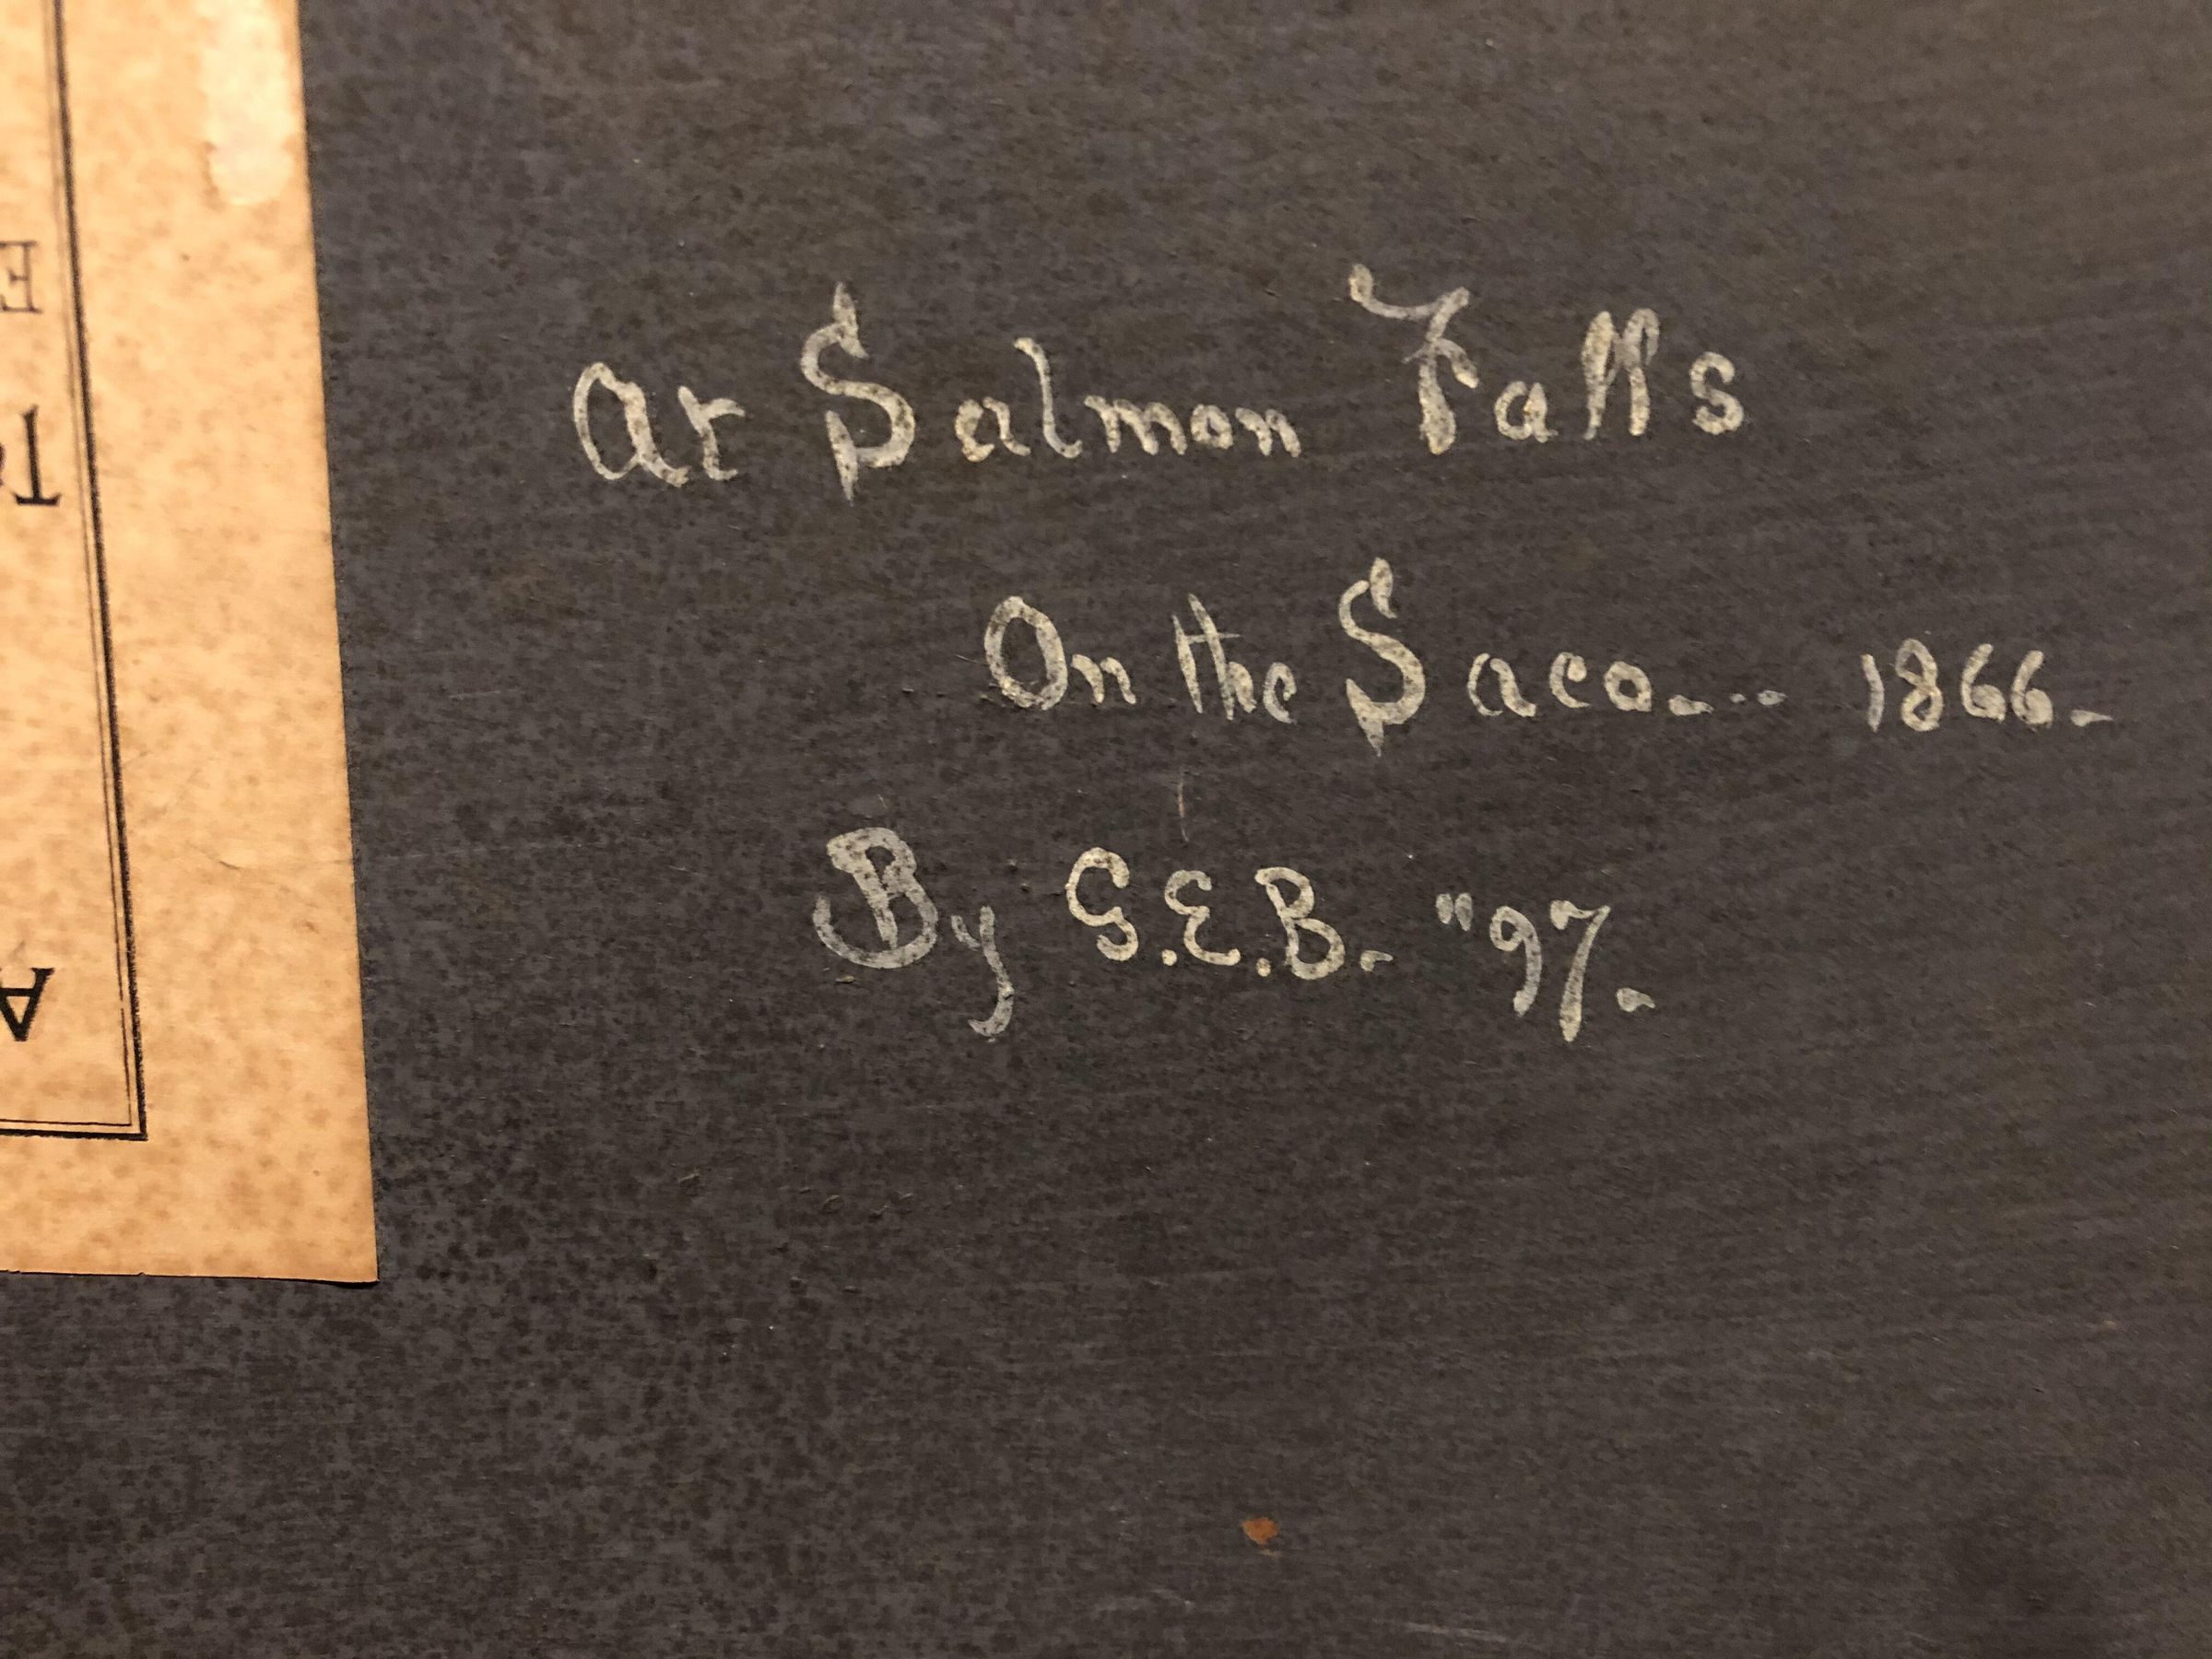 At Salmon Falls
On the Saco... 1866.
By G.E.B. "97.
E
T
A